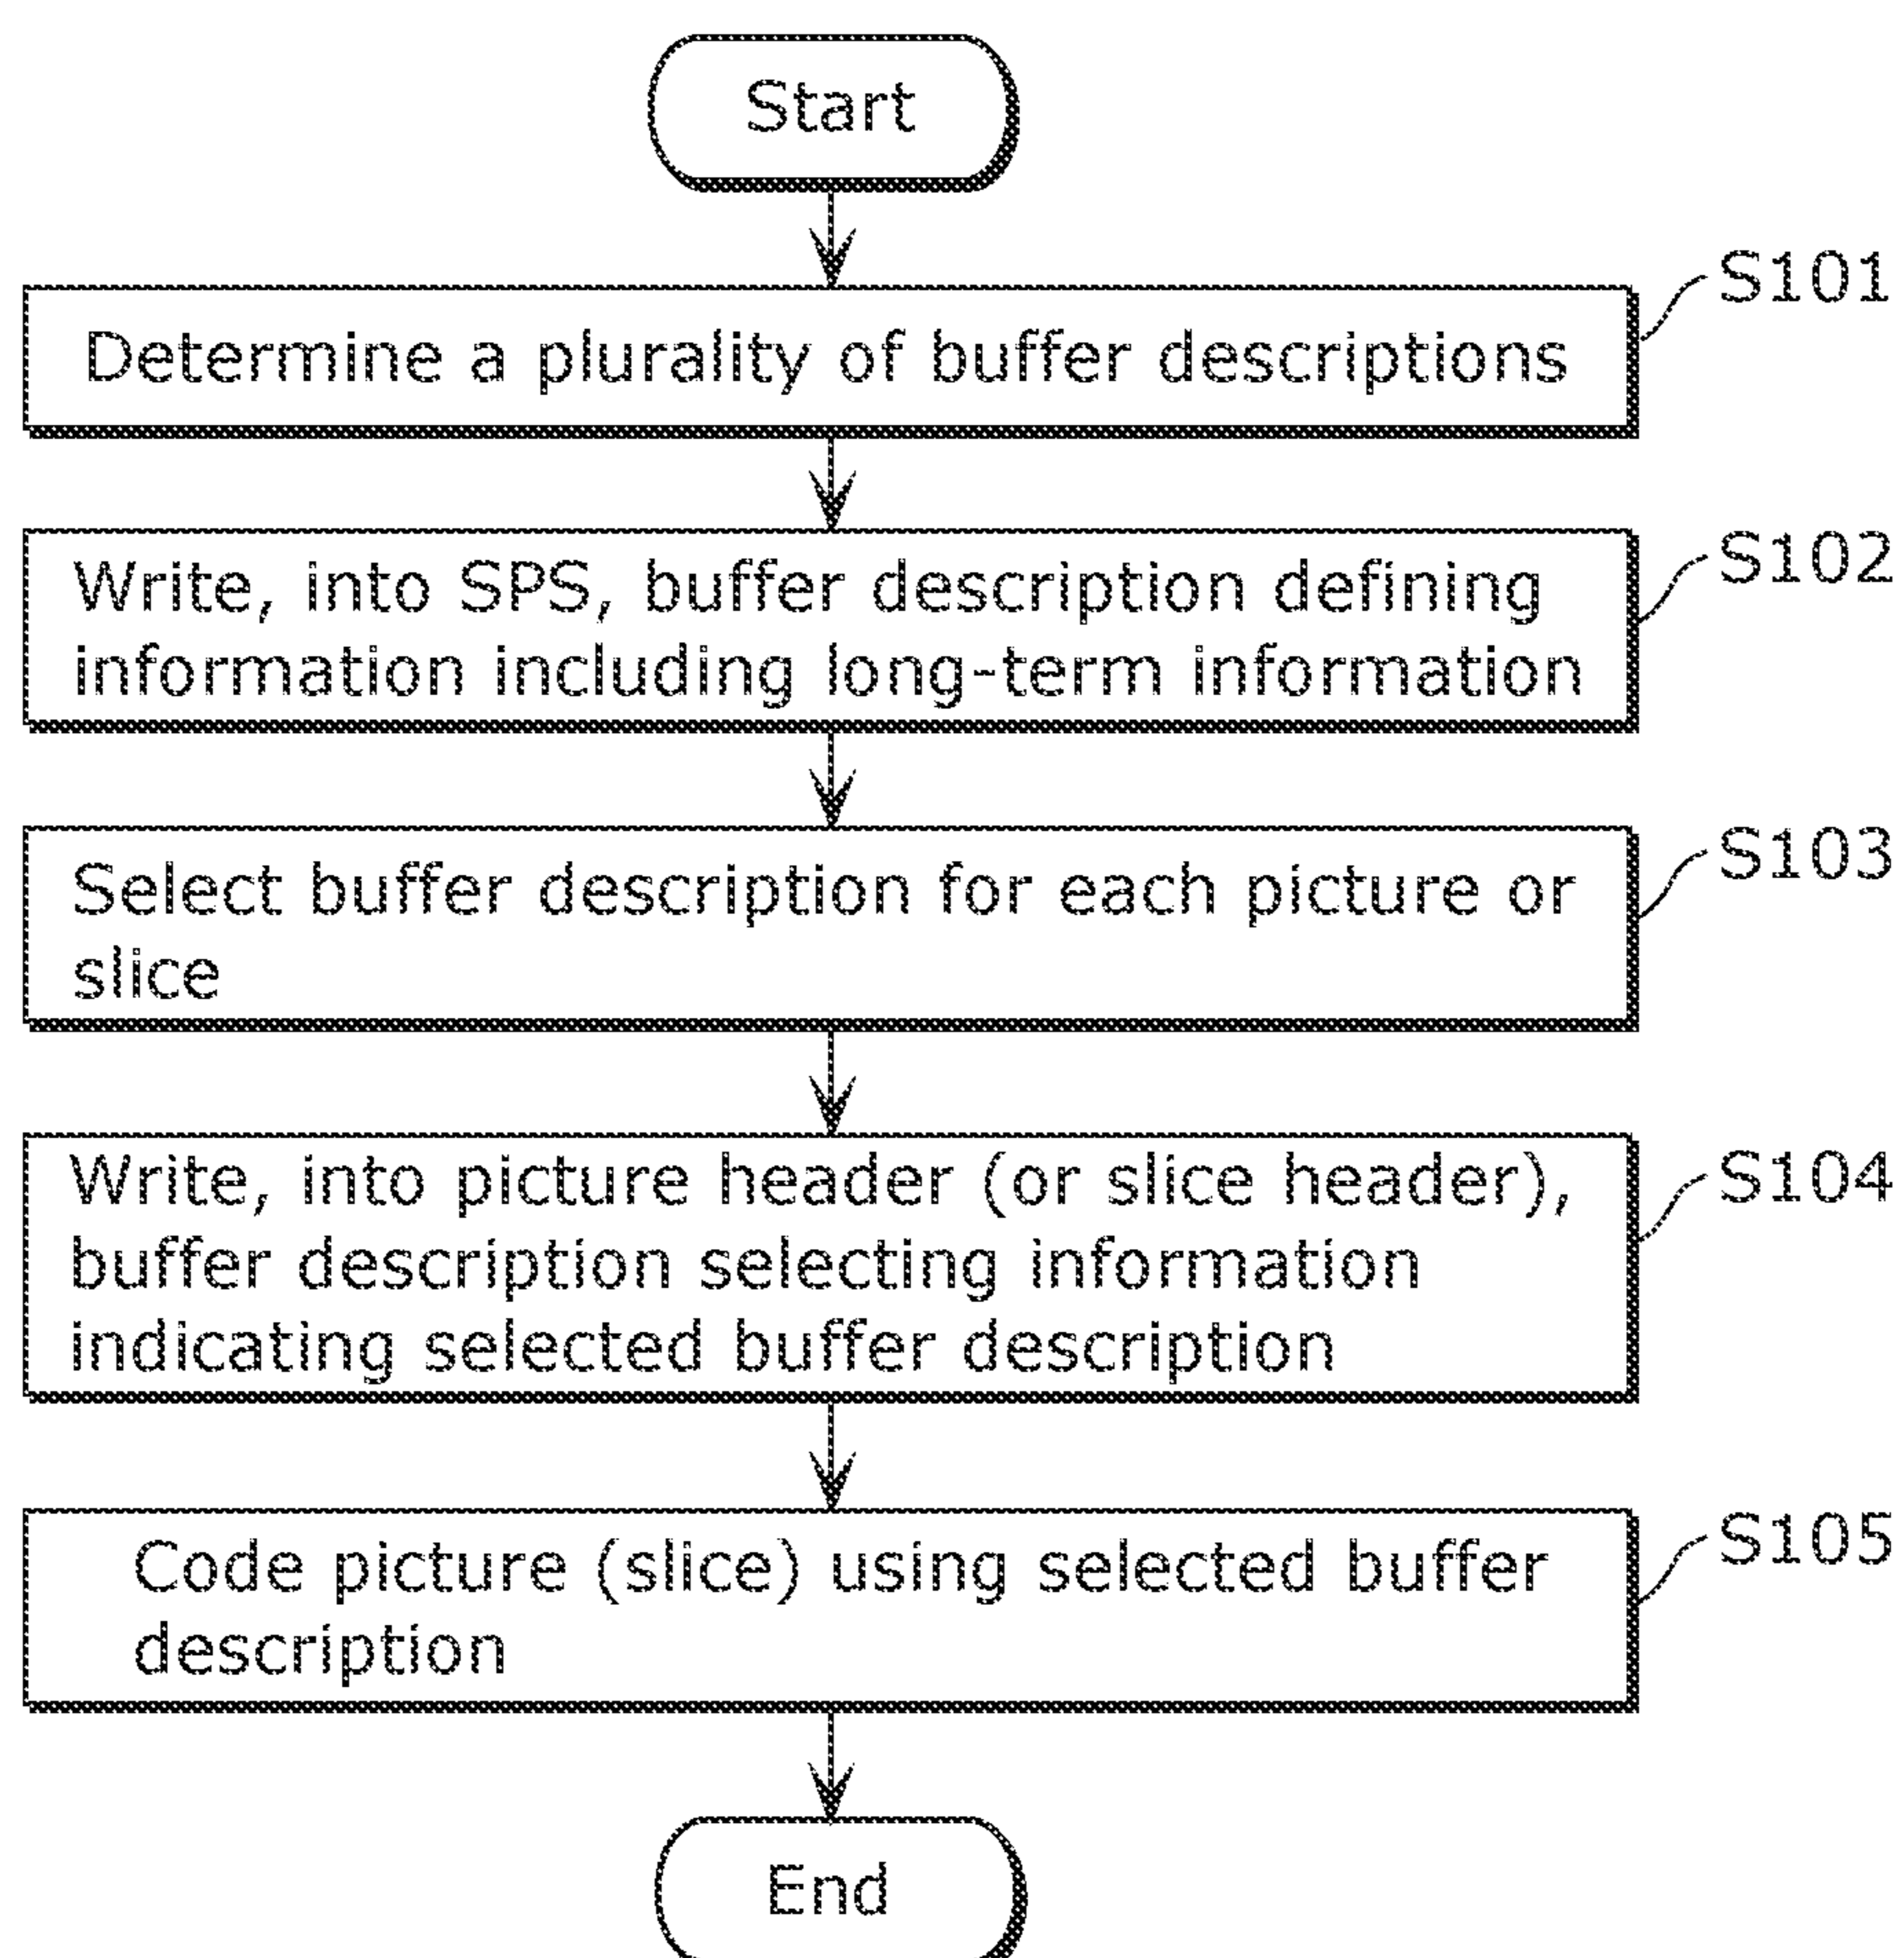 Start
S101
Determine a plurality of buffer descriptions
S102
Write, into SPS, buffer description defining
information including long-term information
S103
Select buffer description for each picture or
slice
S104
Write, into picture header (or slice header),
buffer description selecting information
indicating selected buffer description
S105
Code picture (slice) using selected buffer
description
End